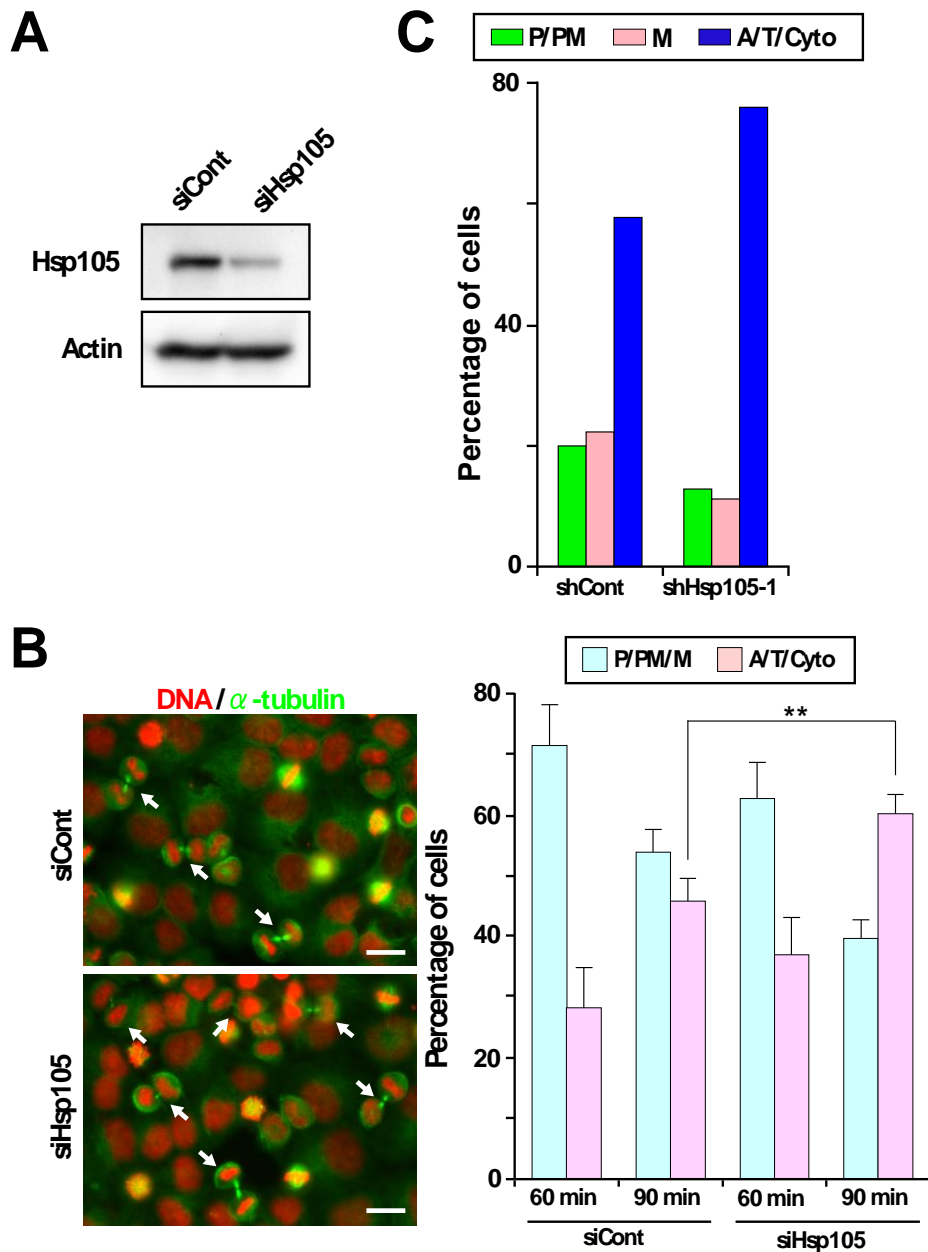 A
siCont
siHsp105
Hsp105
Actin
C
P/PM
M
A/T/Cyto
Percentage of cells
80
40
0
shCont
shHsp105-1
B
DNA / α-tubulin
siCont
siHsp105
P/PM/M
A/T/Cyto
Percentage of cells
80
60
40
20
0
**
60 min
90 min
60 min
90 min
siCont
siHsp105